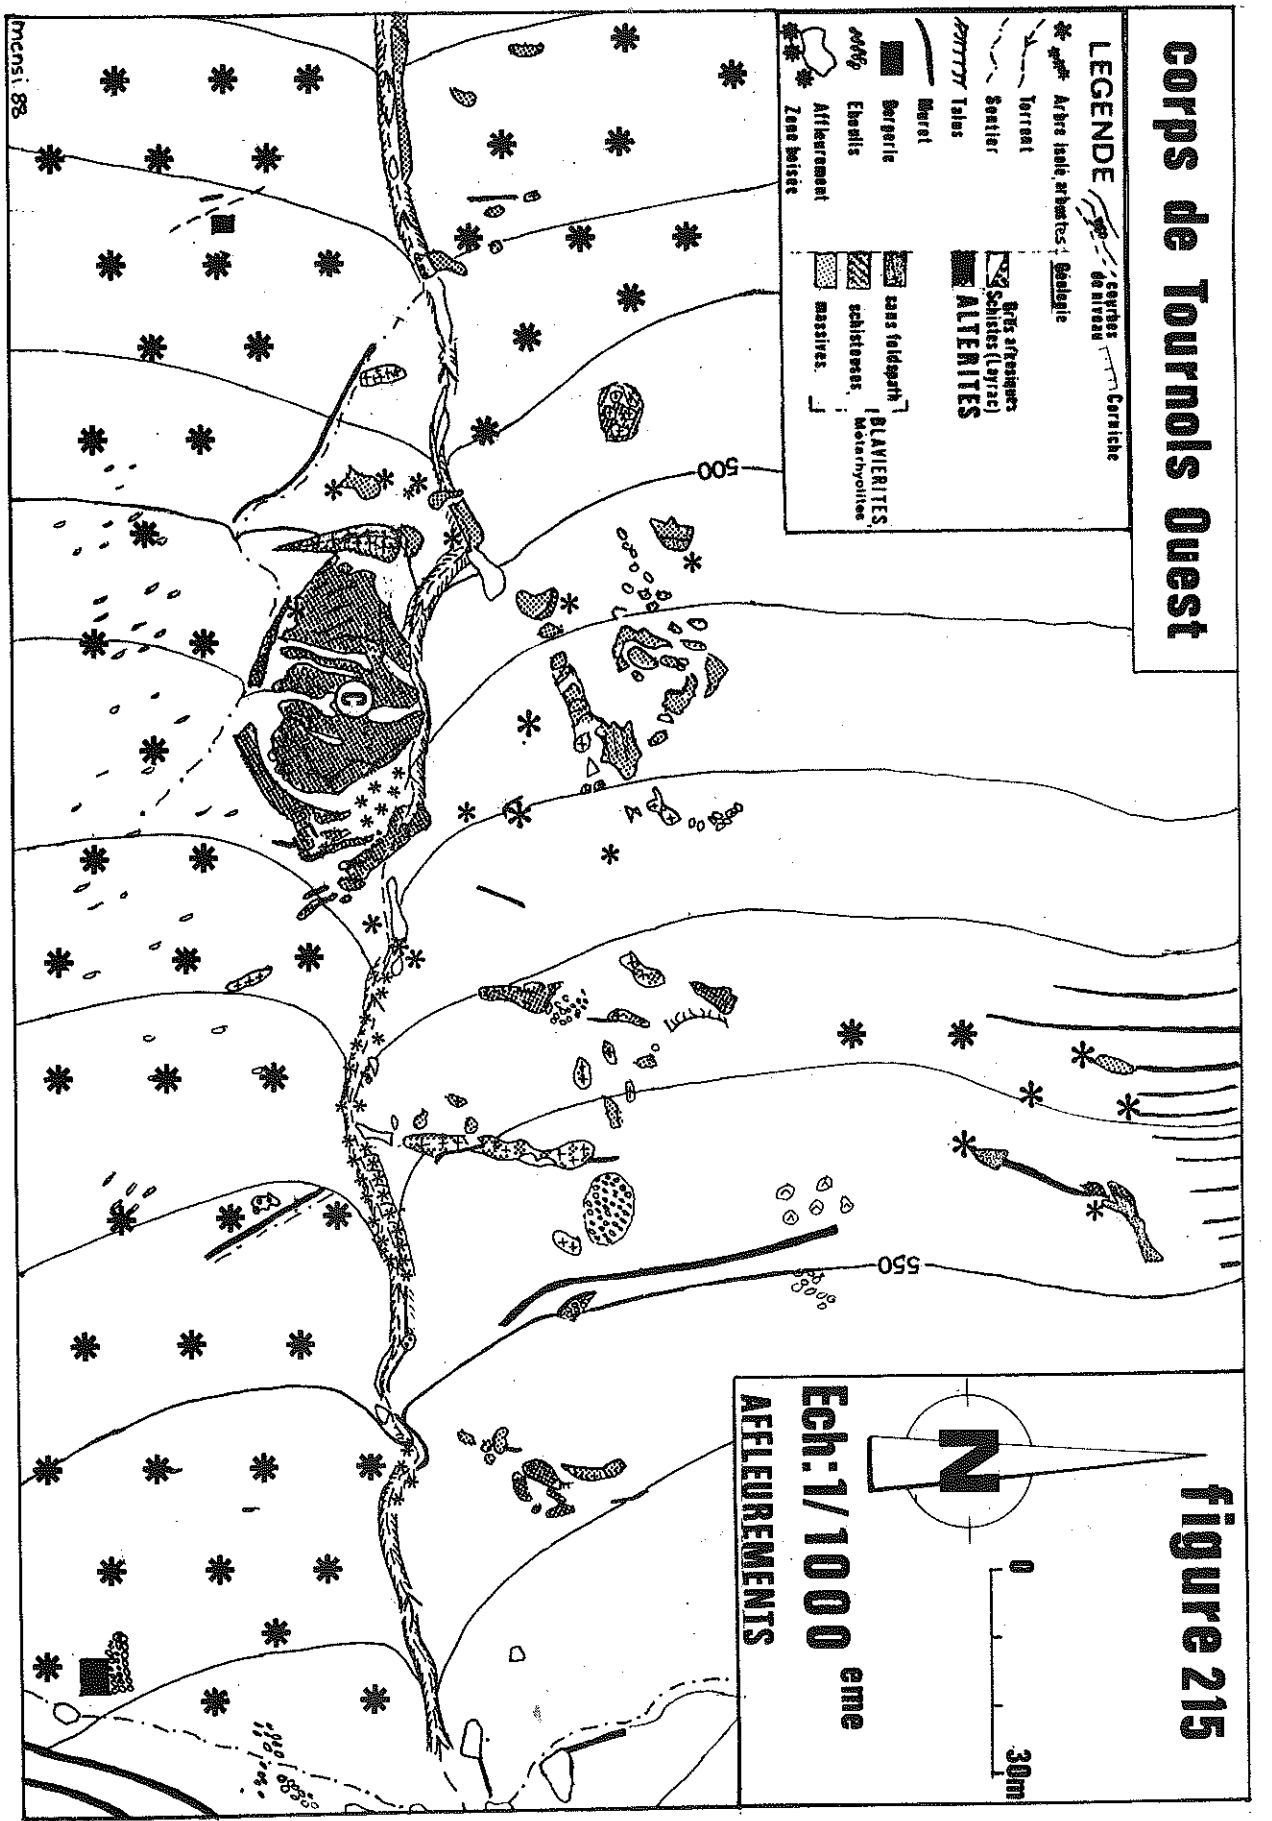 corps de Tournols Ouest
figure 215
LEGENDE
courbes de niveau
Corniche
Arbre isolé, arbustes
Torrent
Sentier
Talus
Muret
Bergerie
Eboulis
Affleurement
Zone boisée
Géologie
Grès arkosiques
Schistes (Layrac)
ALTERITES
BLAVIERITES
Métarhyolites
sans feldspath
schisteuses,
massives,
500
C
550
N
0
30m
Ech:1/1000 eme
AFFLEUREMENTS
mensi.88